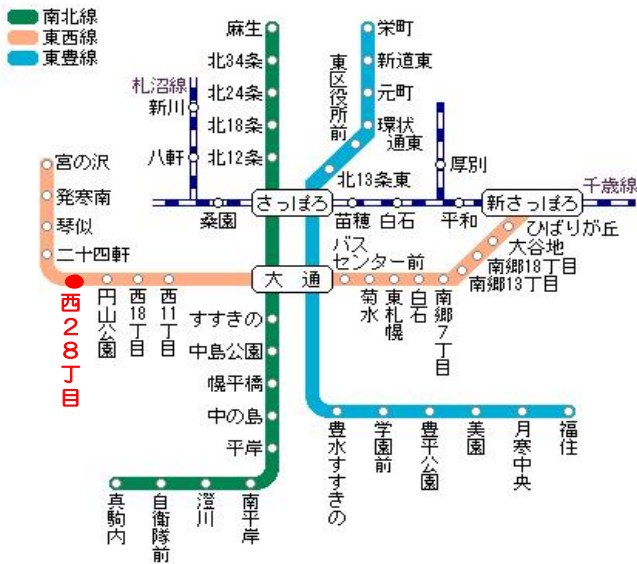 南北線
東西線
東豊線
麻生
北34条
北24条
北18条
北12条
栄町
新道東
元町
環状
通東
東区役所前
北13条東
札沼線
新川
八軒
桑園
さっぽろ
苗穂
白石
平和
厚別
新さっぽろ
千歳線
宮の沢
発寒南
琴似
二十四軒
西28丁目
円山公園
西18丁目
西11丁目
大通
バス
センター前
菊水
東札幌
白石
南郷7丁目
南郷13丁目
南郷18丁目
大谷地
ひばりが丘
すすきの
中島公園
幌平橋
中の島
平岸
南平岸
澄川
自衛隊前
真駒内
豊水すすきの
学園前
豊平公園
美園
月寒中央
福住